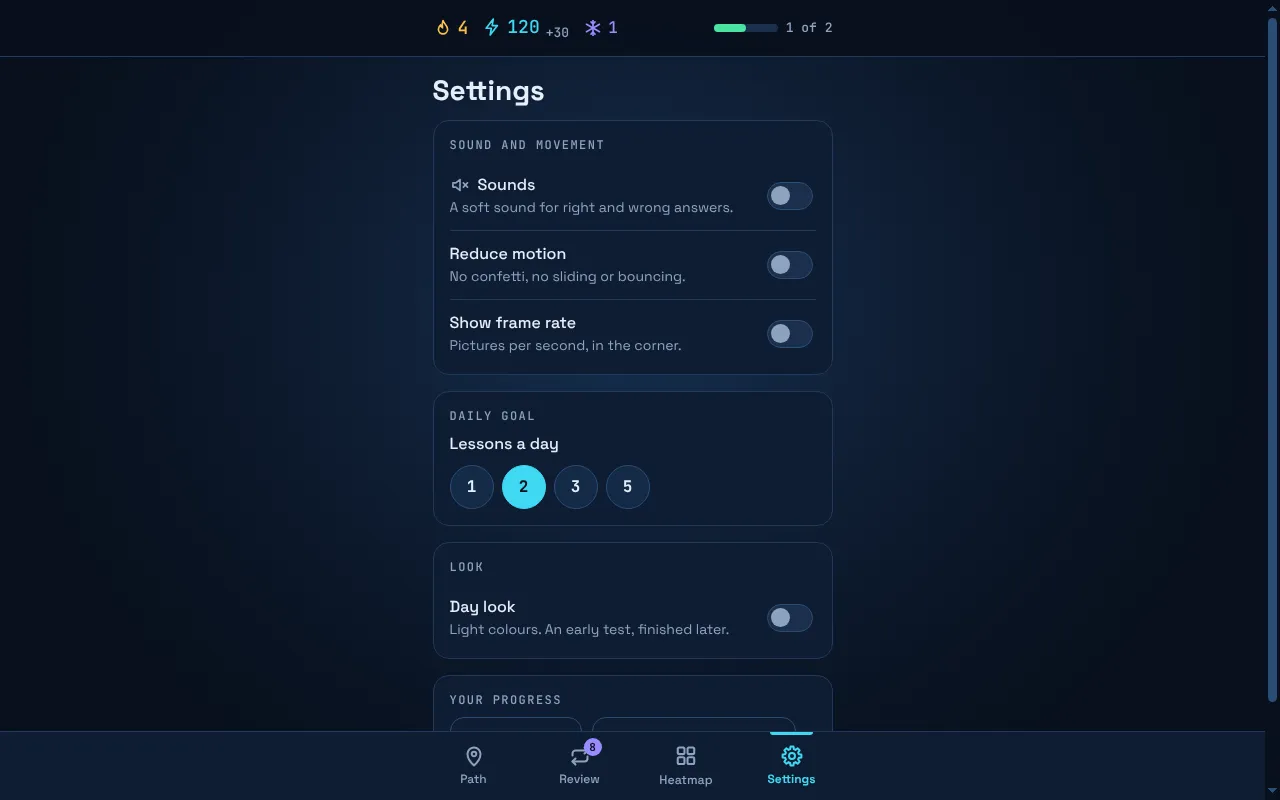 4 120 +30 1 1 of 2
Settings
SOUND AND MOVEMENT
Sounds
A soft sound for right and wrong answers.
Reduce motion
No confetti, no sliding or bouncing.
Show frame rate
Pictures per second, in the corner.
DAILY GOAL
Lessons a day
1 2 3 5
LOOK
Day look
Light colours. An early test, finished later.
YOUR PROGRESS
8
Path Review Heatmap Settings